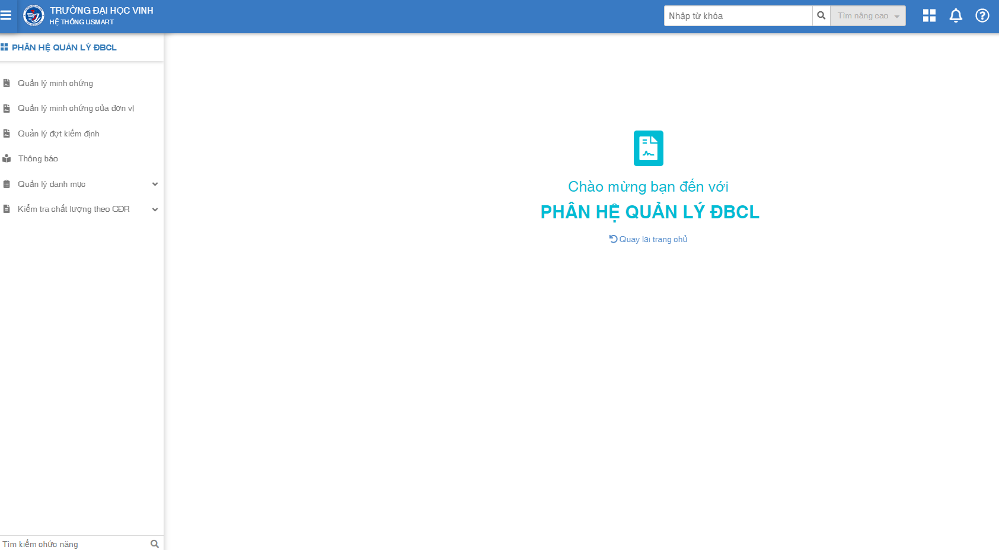 TRƯỜNG ĐẠI HỌC VINH
HỆ THỐNG USMART
Nhập từ khóa
Tìm nâng cao
PHÂN HỆ QUẢN LÝ ĐBCL
Quản lý minh chứng
Quản lý minh chứng của đơn vị
Quản lý đợt kiểm định
Thông báo
Quản lý danh mục
Kiểm tra chất lượng theo CĐR
Chào mừng bạn đến với
PHÂN HỆ QUẢN LÝ ĐBCL
Quay lại trang chủ
Tìm kiếm chức năng